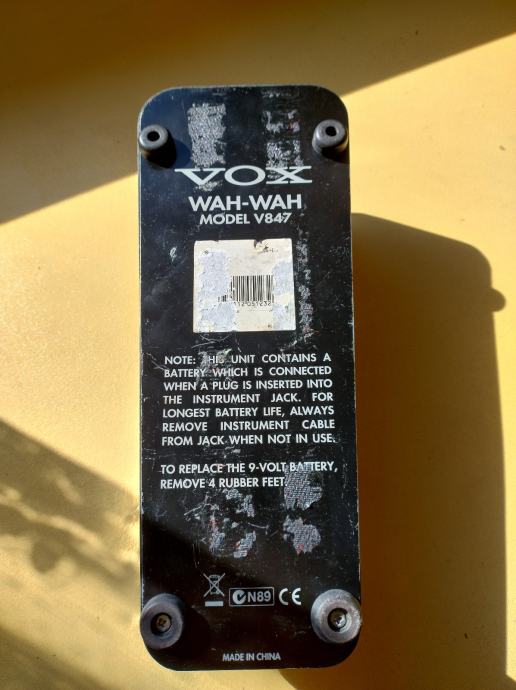 VOX
WAH-WAH
MODEL V847
NOTE: THIS UNIT CONTAINS A
BATTERY WHICH IS CONNECTED
WHEN A PLUG IS INSERTED INTO
THE INSTRUMENT JACK. FOR
LONGEST BATTERY LIFE, ALWAYS
REMOVE INSTRUMENT CABLE
FROM JACK WHEN NOT IN USE.
TO REPLACE THE 9-VOLT BATTERY,
REMOVE 4 RUBBER FEET
N89 CE
MADE IN CHINA